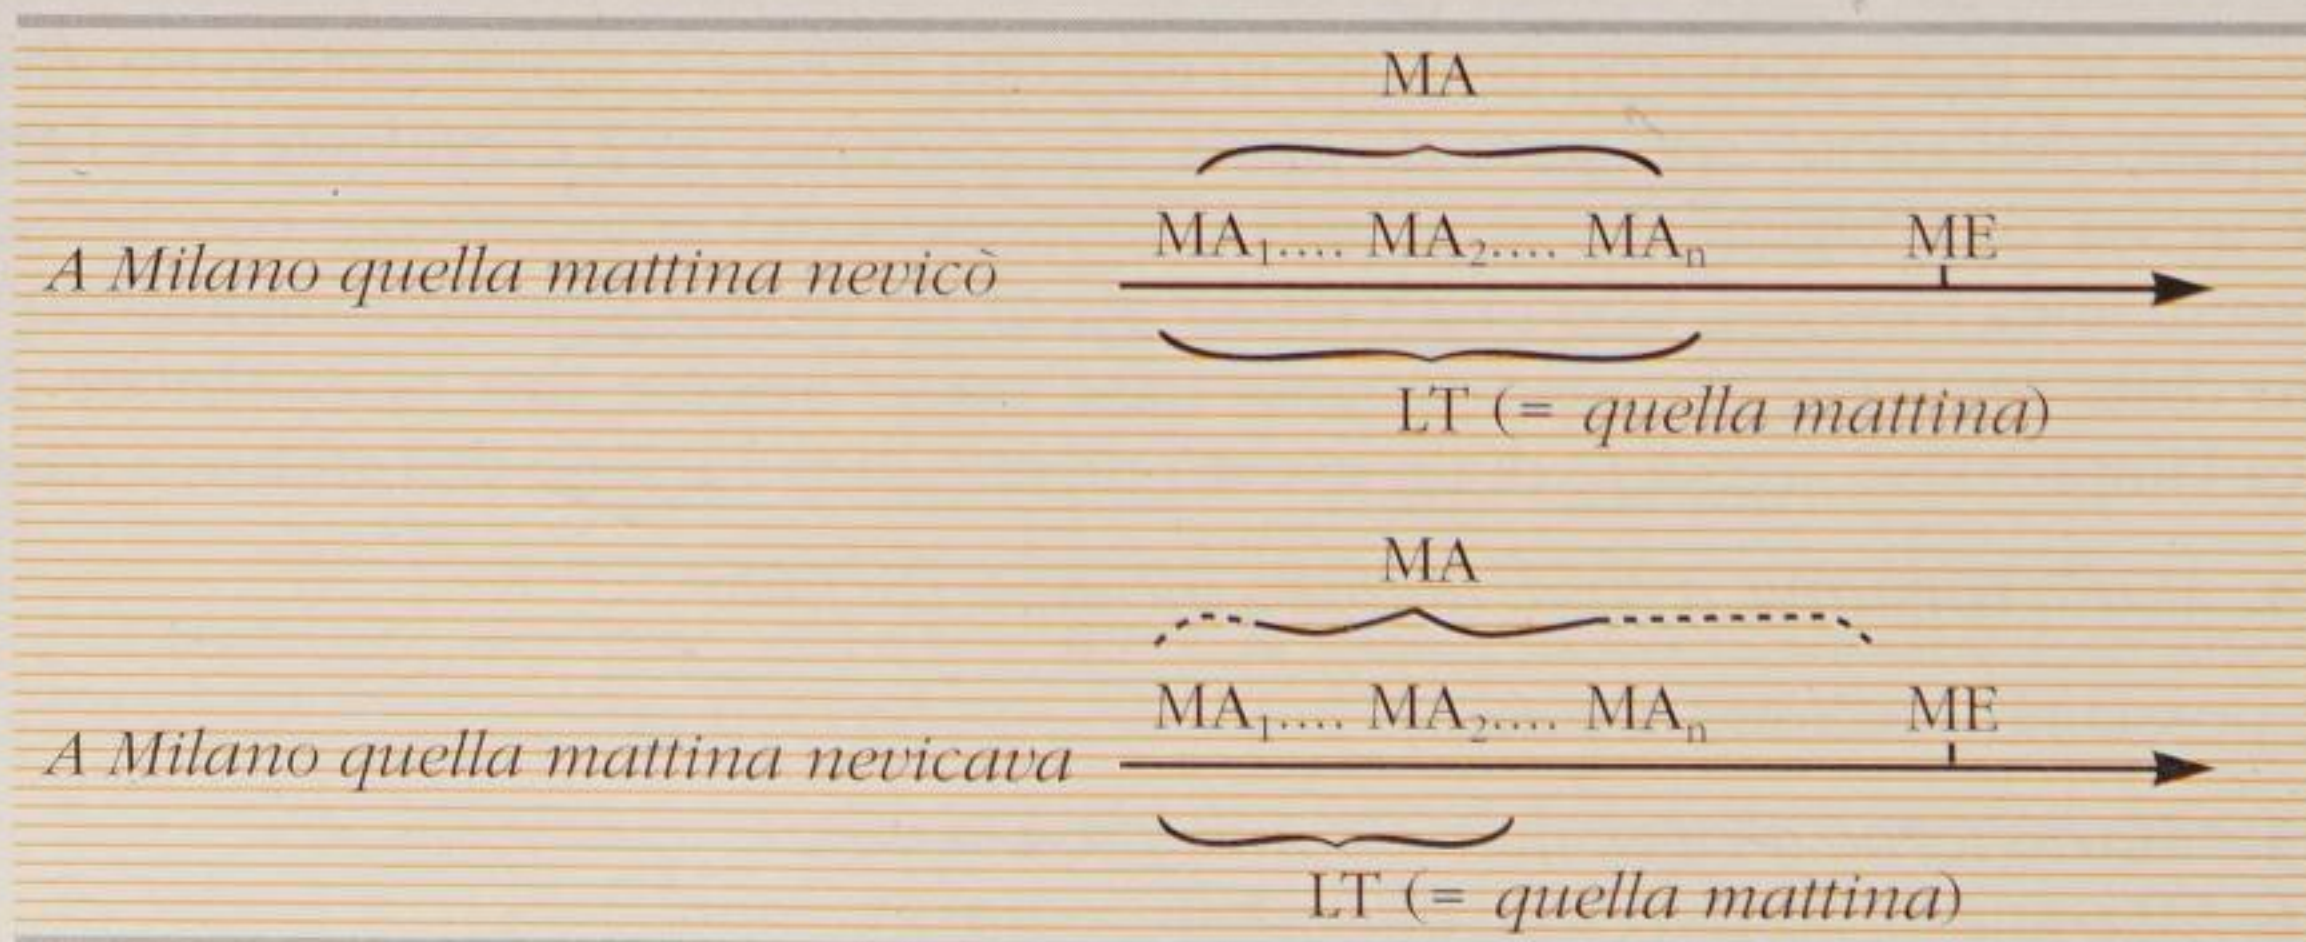 MA
MA₁.... MA₂.... MAₙ ME
A Milano quella mattina nevicò
LT (= quella mattina)
MA
MA₁.... MA₂.... MAₙ ME
A Milano quella mattina nevicava
LT (= quella mattina)